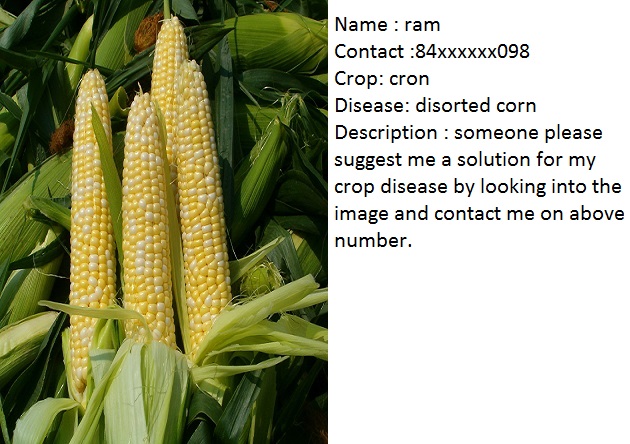 Name : ram
Contact :84xxxxxx098
Crop: cron
Disease: disorted corn
Description : someone please
suggest me a solution for my
crop disease by looking into the
image and contact me on above
number.